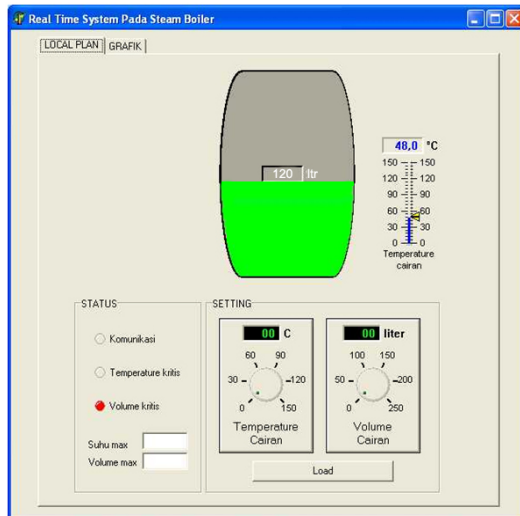 Real Time System Pada Steam Boiler
LOCAL PLAN GRAFIK
120 ltr
48,0 °C
150 150
120 120
90 90
60 60
30 30
0 0
Temperature
cairan
STATUS
Komunikasi
Temperature kritis
Volume kritis
Suhu max
Volume max
SETTING
00 C
60 90
30 120
0 150
Temperature
Cairan
00 liter
100 150
50 200
0 250
Volume
Cairan
Load